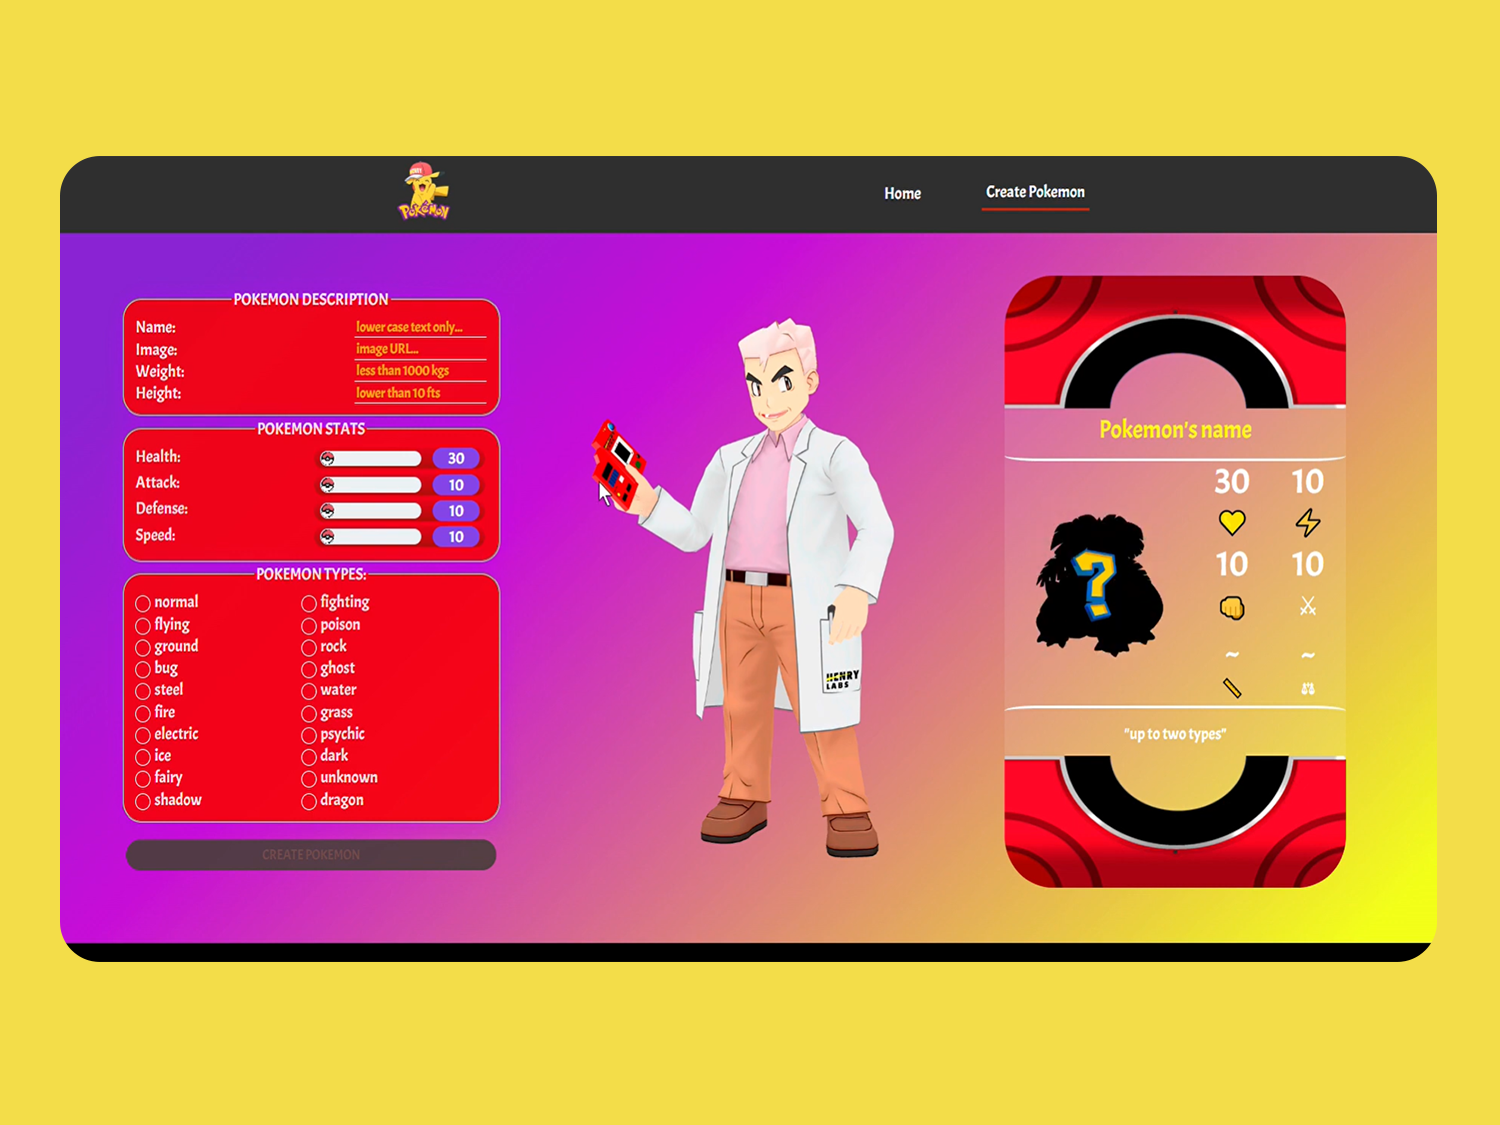 POKÉMON
Home
Create Pokemon
POKEMON DESCRIPTION
Name: lower case text only...
Image: image URL...
Weight: less than 1000 kgs
Height: lower than 10 fts
POKEMON STATS
Health: 30
Attack: 10
Defense: 10
Speed: 10
POKEMON TYPES:
normal fighting
flying poison
ground rock
bug ghost
steel water
fire grass
electric psychic
ice dark
fairy unknown
shadow dragon
CREATE POKEMON
HENRY
LABS
Pokemon's name
30 10
?
10 10
~ ~
"up to two types"